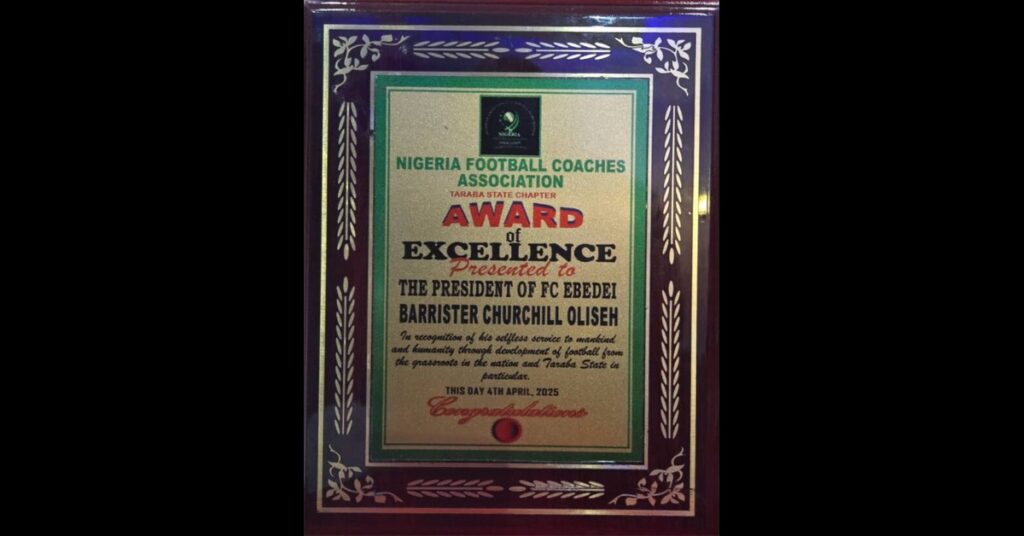 NIGERIA
NIGERIA FOOTBALL COACHES
ASSOCIATION
TARABA STATE CHAPTER
AWARD
of
EXCELLENCE
Presented to
THE PRESIDENT OF FC EBEDEI
BARRISTER CHURCHILL OLISEH
In recognition of his selfless service to mankind
and humanity through development of football from
the grassroots in the nation and Taraba State in
particular.
THIS DAY 4TH APRIL, 2025
Congratulations